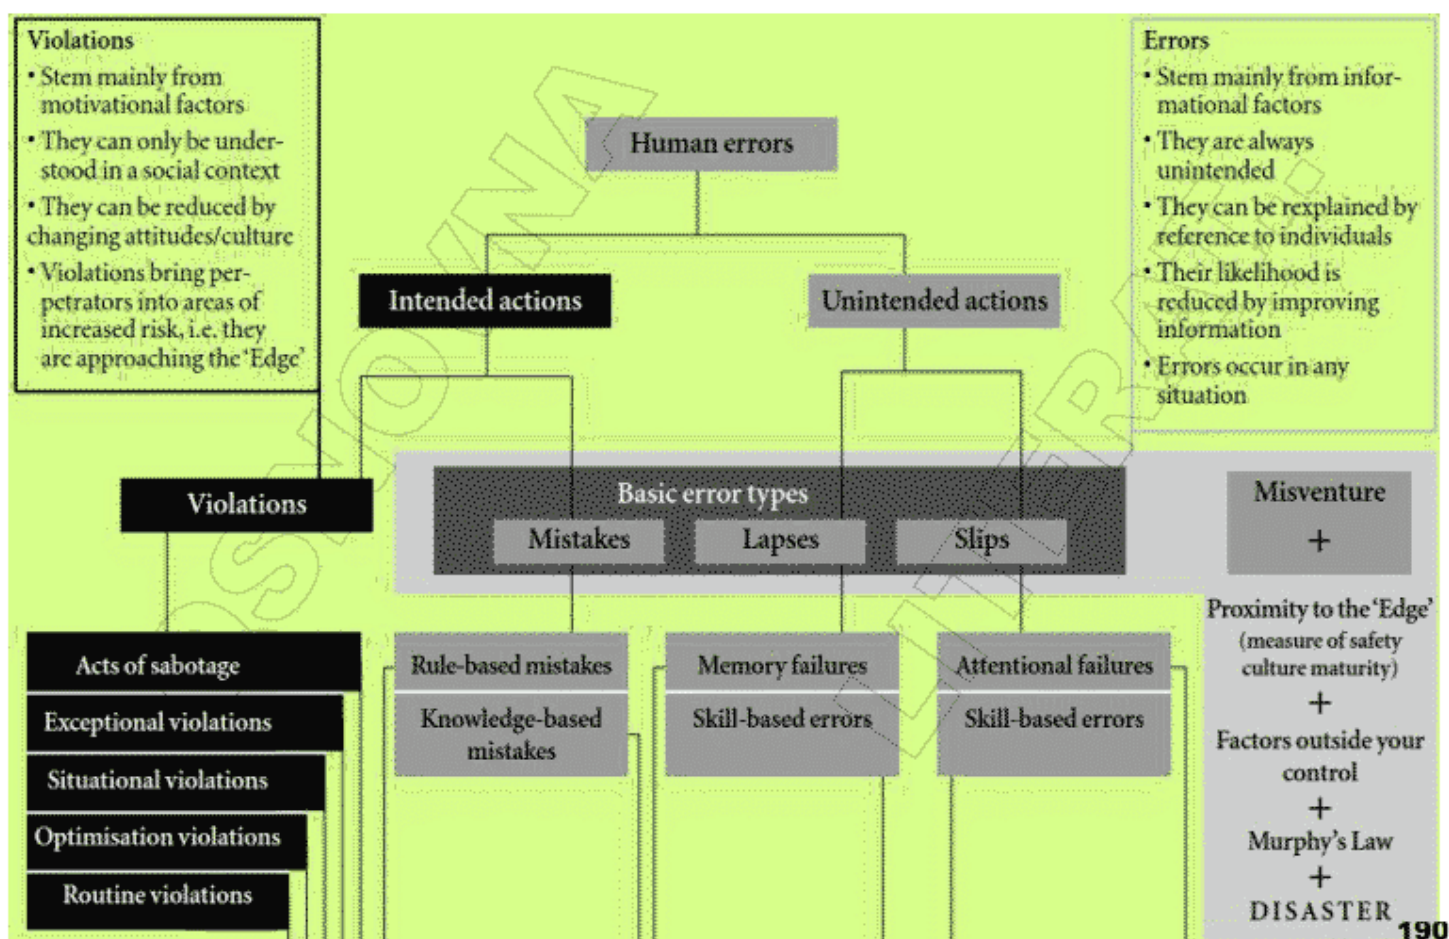 Violations
• Stem mainly from
motivational factors
• They can only be under-
stood in a social context
• They can be reduced by
changing attitudes/culture
• Violations bring per-
petrators into areas of
increased risk, i.e. they
are approaching the ‘Edge’
Human errors
Errors
• Stem mainly from infor-
mational factors
• They are always
unintended
• They can be rexplained by
reference to individuals
• Their likelihood is
reduced by improving
information
• Errors occur in any
situation
Intended actions
Unintended actions
Violations
Basic error types
Mistakes
Lapses
Slips
Misventure
+
Proximity to the ‘Edge’
(measure of safety
culture maturity)
+
Factors outside your
control
+
Murphy’s Law
+
DISASTER
Acts of sabotage
Exceptional violations
Situational violations
Optimisation violations
Routine violations
Rule-based mistakes
Knowledge-based
mistakes
Memory failures
Skill-based errors
Attentional failures
Skill-based errors
190